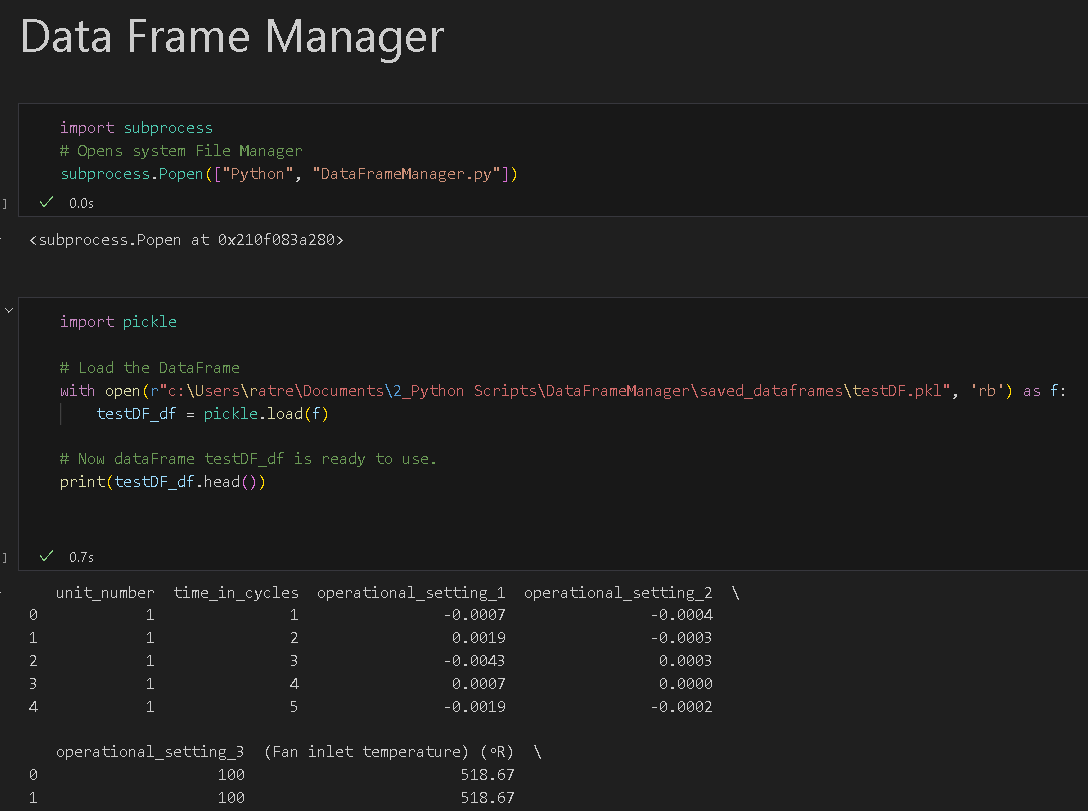 Data Frame Manager
import subprocess
# Opens system File Manager
subprocess.Popen(["Python", "DataFrameManager.py"])
] ✓ 0.0s
<subprocess.Popen at 0x210f083a280>
import pickle
# Load the DataFrame
with open(r"c:\Users\ratre\Documents\2_Python Scripts\DataFrameManager\saved_dataframes\testDF.pkl", 'rb') as f:
    testDF_df = pickle.load(f)
# Now dataFrame testDF_df is ready to use.
print(testDF_df.head())
] ✓ 0.7s
   unit_number  time_in_cycles  operational_setting_1  operational_setting_2  \
0            1               1                -0.0007                -0.0004
1            1               2                 0.0019                -0.0003
2            1               3                -0.0043                 0.0003
3            1               4                 0.0007                 0.0000
4            1               5                -0.0019                -0.0002
   operational_setting_3  (Fan inlet temperature) (◦R)  \
0                    100                        518.67
1                    100                        518.67